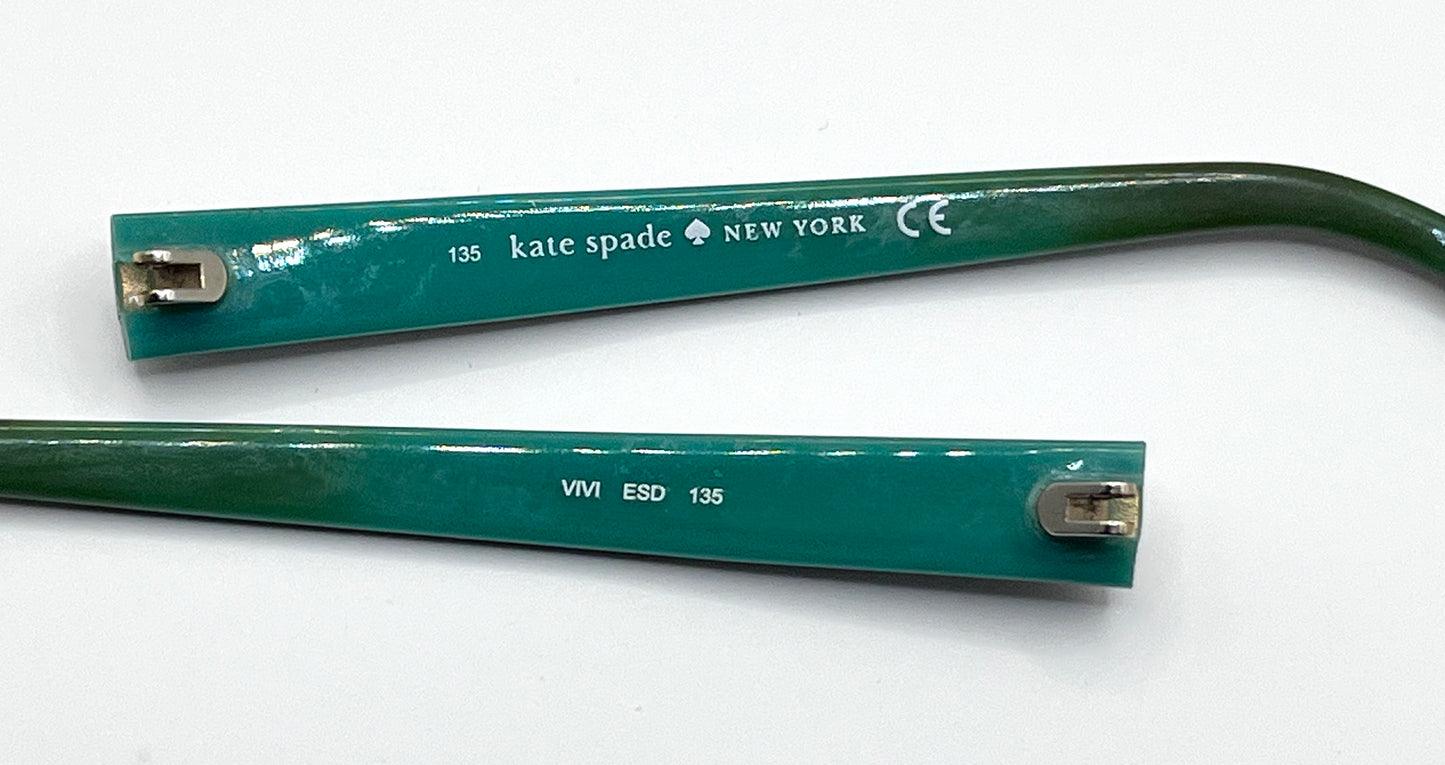 135 kate spade ♠ NEW YORK CE
VIVI ESD 135